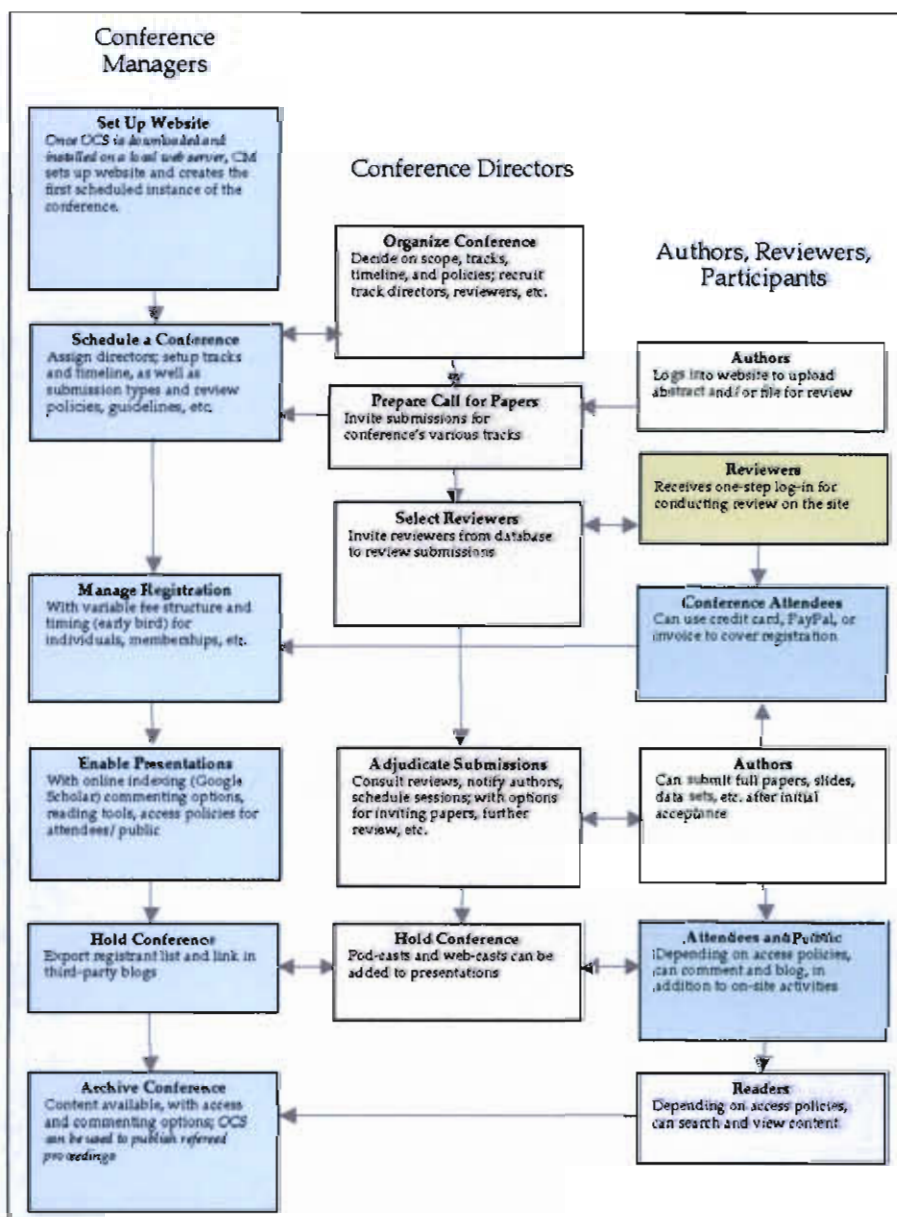 Conference
Managers
Set Up Website
Once OCS is downloaded and
installed on a local web server, CM
sets up website and creates the
first scheduled instance of the
conference.
Conference Directors
Organize Conference
Decide on scope, tracks,
timeline, and policies; recruit
track directors, reviewers, etc.
Authors, Reviewers,
Participants
Schedule a Conference
Assign directors; setup tracks
and timeline, as well as
submission types and review
policies, guidelines, etc.
Authors
Logs into website to upload
abstract and/or file for review
Prepare Call for Papers
Invite submissions for
conference's various tracks
Reviewers
Receives one-step log-in for
conducting review on the site
Select Reviewers
Invite reviewers from database
to review submissions
Manage Registration
With variable fee structure and
timing (early bird) for
individuals, memberships, etc.
Conference Attendees
Can use credit card, PayPal, or
invoice to cover registration
Enable Presentations
With online indexing (Google
Scholar) commenting options,
reading tools, access policies for
attendees/ public
Adjudicate Submissions
Consult reviews, notify authors,
schedule sessions; with options
for inviting papers, further
review, etc.
Authors
Can submit full papers, slides,
data sets, etc. after initial
acceptance
Hold Conference
Export registrant list and link in
third-party blogs
Hold Conference
Pod-casts and web-casts can be
added to presentations
Attendees and Public
Depending on access policies,
can comment and blog, in
addition to on-site activities
Archive Conference
Content available, with access
and commenting options; OCS
can be used to publish refereed
proceedings
Readers
Depending on access policies,
can search and view content